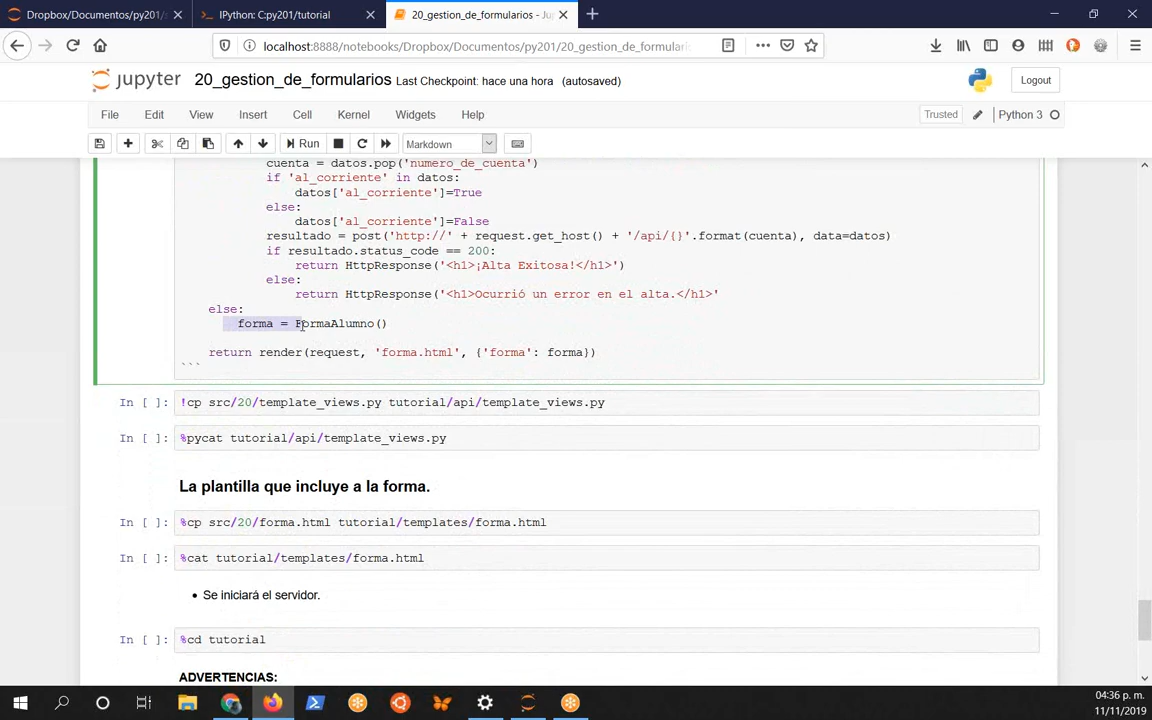 Dropbox/Documentos/py201/
IPython: C:py201/tutorial
20_gestion_de_formularios - Ju
localhost:8888/notebooks/Dropbox/Documentos/py201/20_gestion_de_formulari
jupyter 20_gestion_de_formularios Last Checkpoint: hace una hora (autosaved)
Logout
File Edit View Insert Cell Kernel Widgets Help
Trusted Python 3
Run Markdown
cuenta = datos.pop('numero_de_cuenta')
if 'al_corriente' in datos:
datos['al_corriente']=True
else:
datos['al_corriente']=False
resultado = post('http://' + request.get_host() + '/api/{}'.format(cuenta), data=datos)
if resultado.status_code == 200:
return HttpResponse('<h1>¡Alta Exitosa!</h1>')
else:
return HttpResponse('<h1>Ocurrió un error en el alta.</h1>'
else:
forma = FormaAlumno()
return render(request, 'forma.html', {'forma': forma})
```
In [ ]: !cp src/20/template_views.py tutorial/api/template_views.py
In [ ]: %pycat tutorial/api/template_views.py
La plantilla que incluye a la forma.
In [ ]: %cp src/20/forma.html tutorial/templates/forma.html
In [ ]: %cat tutorial/templates/forma.html
• Se iniciará el servidor.
In [ ]: %cd tutorial
ADVERTENCIAS:
04:36 p. m.
11/11/2019